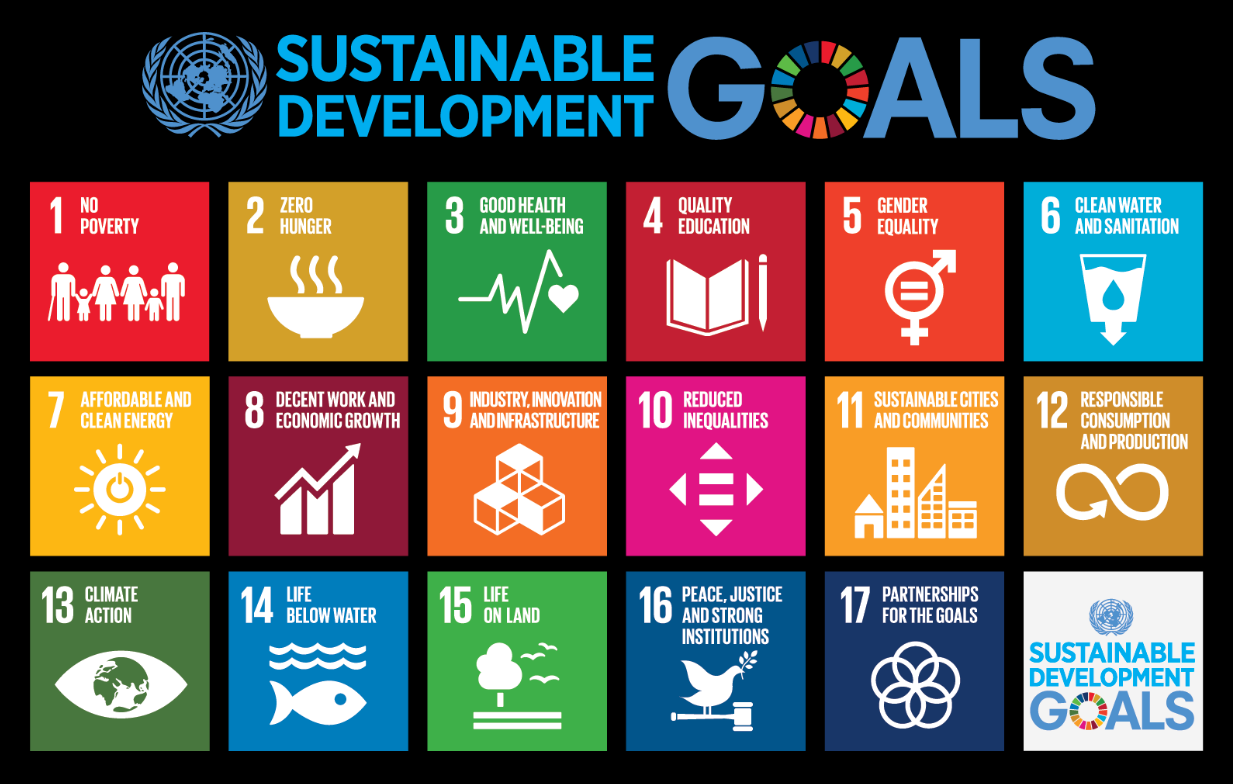 SUSTAINABLE
DEVELOPMENT
GOALS
1 NO
POVERTY
2 ZERO
HUNGER
3 GOOD HEALTH
AND WELL-BEING
4 QUALITY
EDUCATION
5 GENDER
EQUALITY
6 CLEAN WATER
AND SANITATION
7 AFFORDABLE AND
CLEAN ENERGY
8 DECENT WORK AND
ECONOMIC GROWTH
9 INDUSTRY, INNOVATION
AND INFRASTRUCTURE
10 REDUCED
INEQUALITIES
11 SUSTAINABLE CITIES
AND COMMUNITIES
12 RESPONSIBLE
CONSUMPTION
AND PRODUCTION
13 CLIMATE
ACTION
14 LIFE
BELOW WATER
15 LIFE
ON LAND
16 PEACE, JUSTICE
AND STRONG
INSTITUTIONS
17 PARTNERSHIPS
FOR THE GOALS
SUSTAINABLE
DEVELOPMENT
GOALS